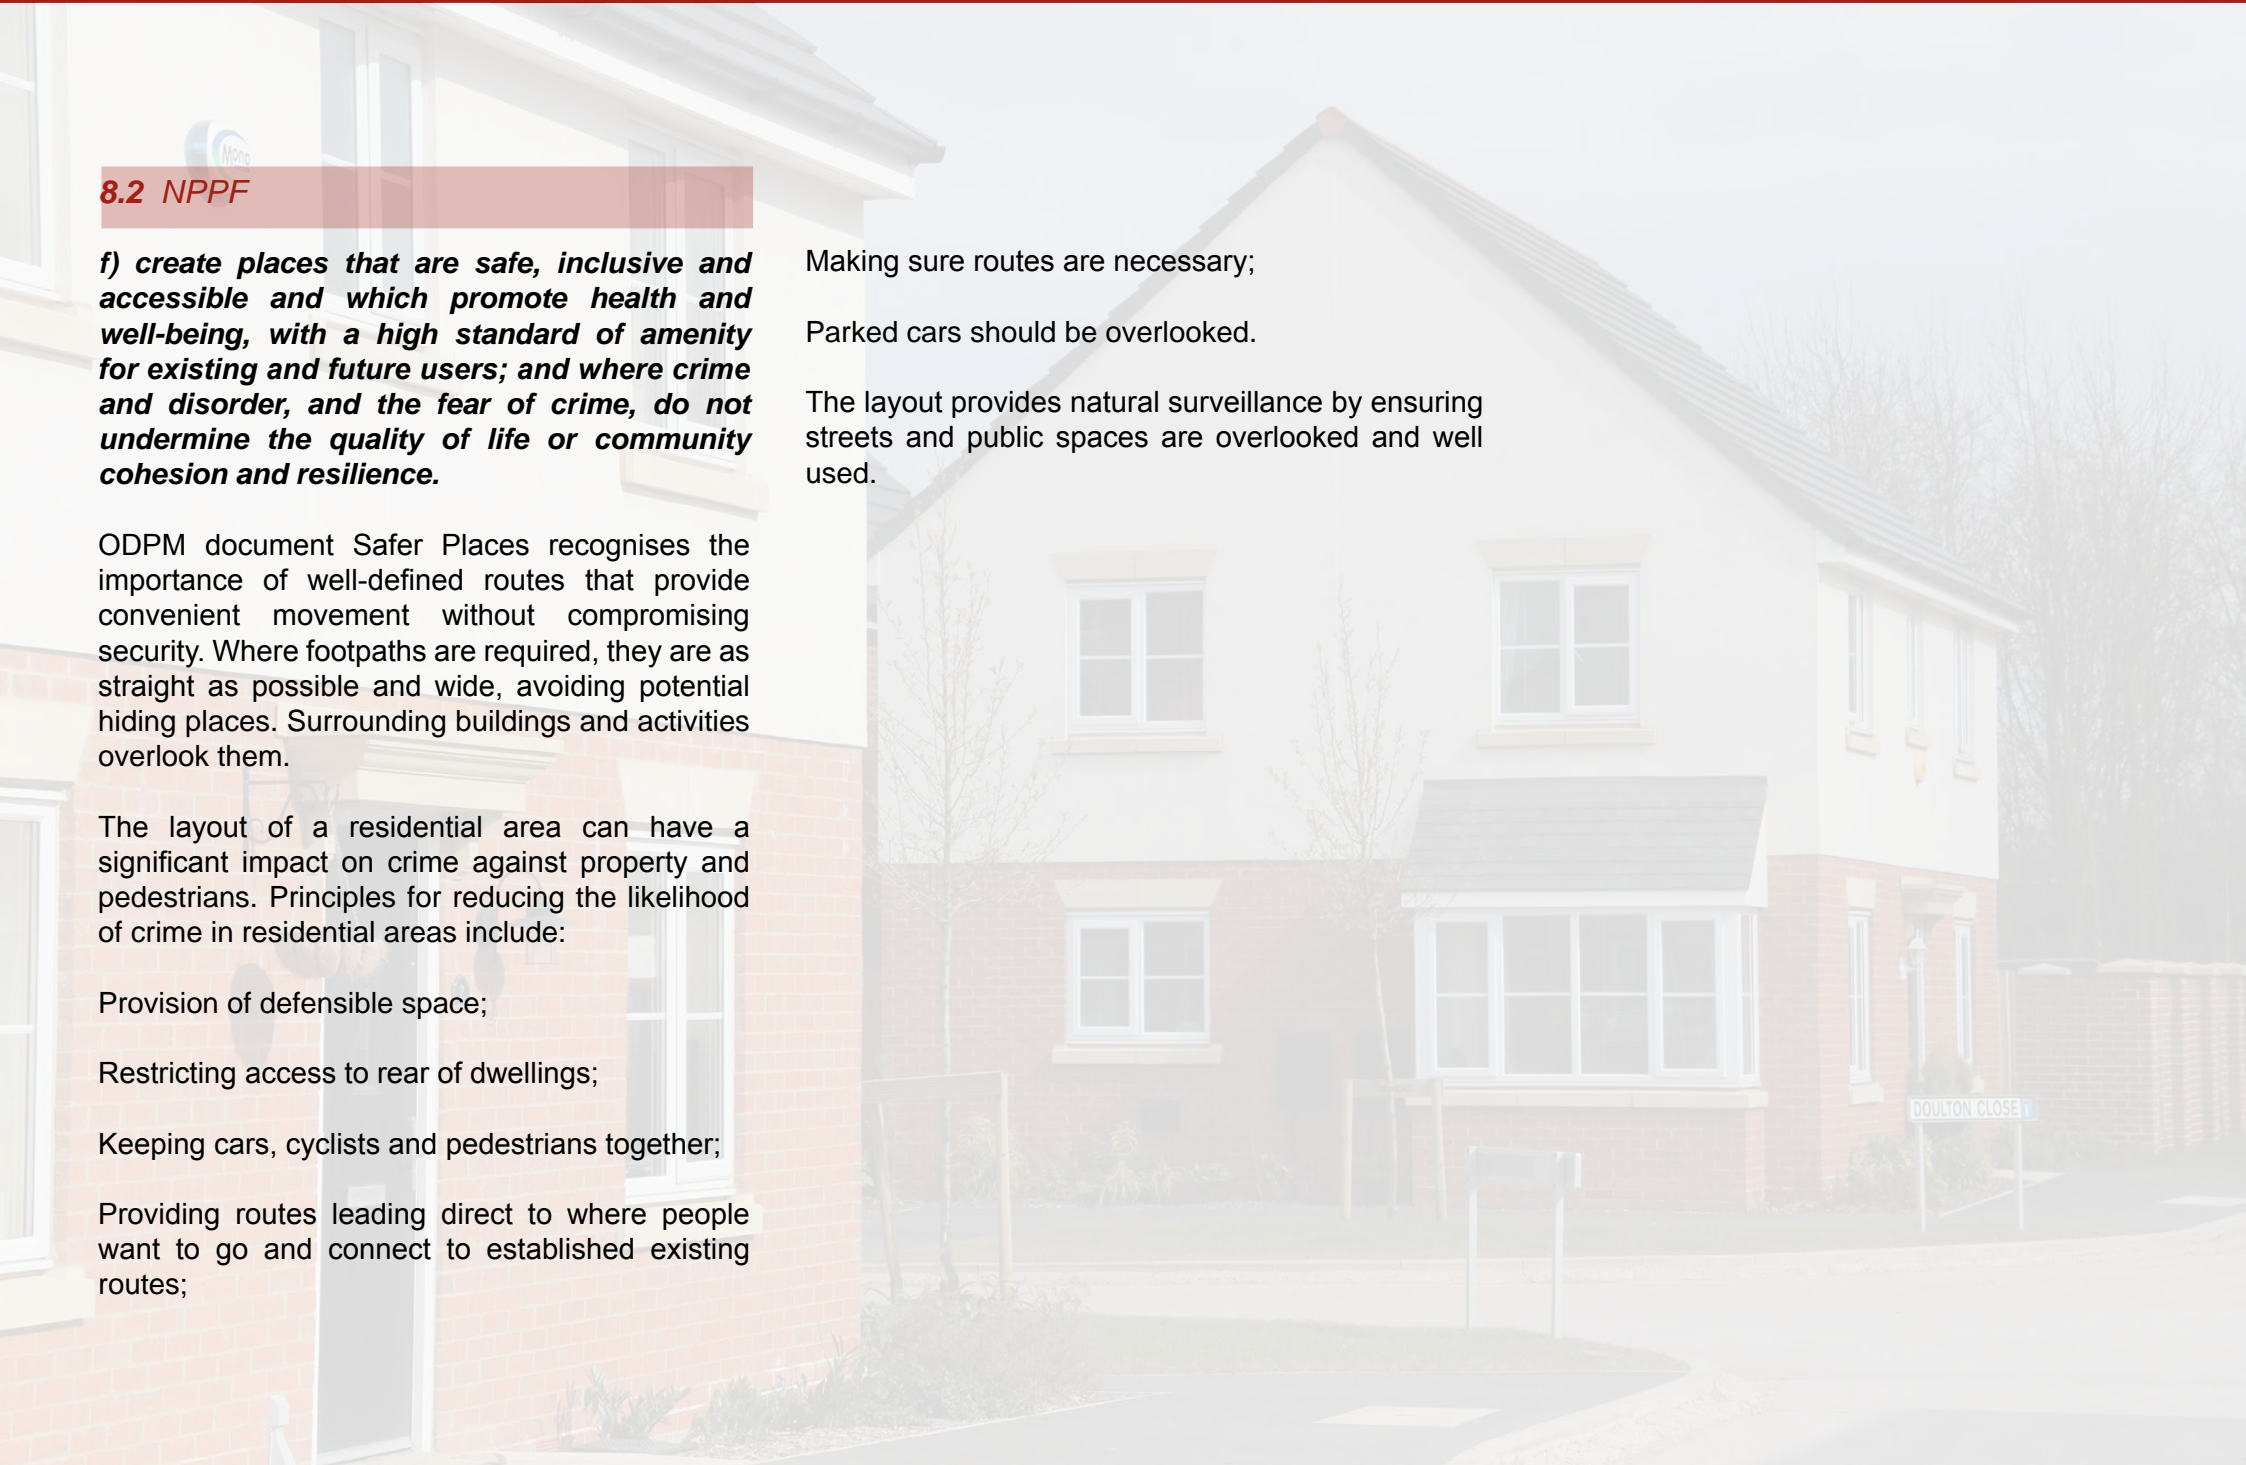 8.2 NPPF
f) create places that are safe, inclusive and
accessible and which promote health and
well-being, with a high standard of amenity
for existing and future users; and where crime
and disorder, and the fear of crime, do not
undermine the quality of life or community
cohesion and resilience.
ODPM document Safer Places recognises the
importance of well-defined routes that provide
convenient movement without compromising
security. Where footpaths are required, they are as
straight as possible and wide, avoiding potential
hiding places. Surrounding buildings and activities
overlook them.
The layout of a residential area can have a
significant impact on crime against property and
pedestrians. Principles for reducing the likelihood
of crime in residential areas include:
Provision of defensible space;
Restricting access to rear of dwellings;
Keeping cars, cyclists and pedestrians together;
Providing routes leading direct to where people
want to go and connect to established existing
routes;
Making sure routes are necessary;
Parked cars should be overlooked.
The layout provides natural surveillance by ensuring
streets and public spaces are overlooked and well
used.
DOULTON CLOSE